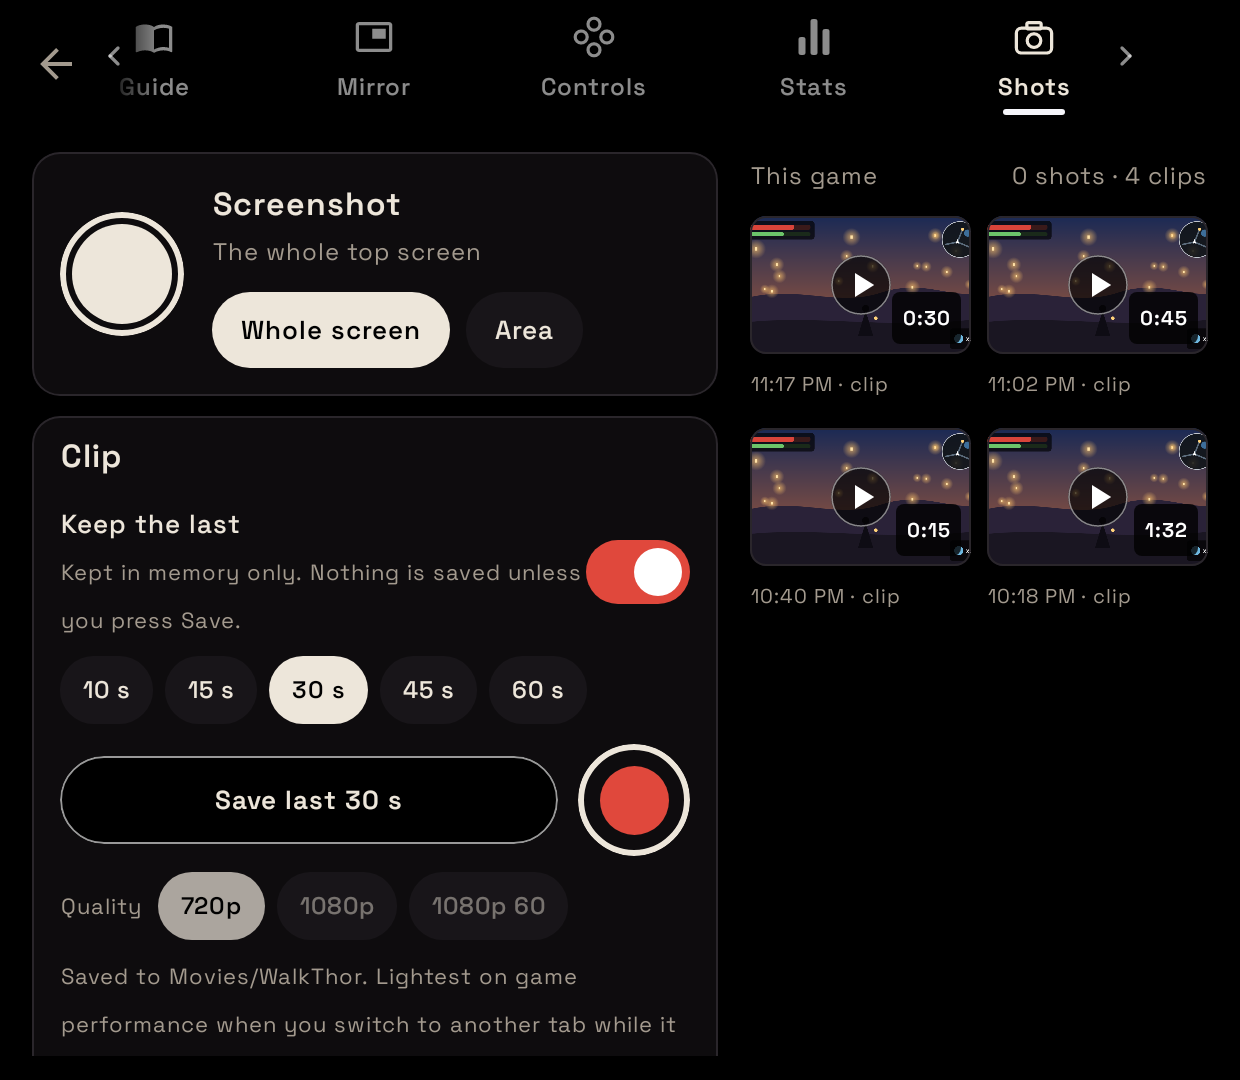 Guide
Mirror
Controls
Stats
Shots
Screenshot
The whole top screen
Whole screen
Area
Clip
Keep the last
Kept in memory only. Nothing is saved unless
you press Save.
10 s
15 s
30 s
45 s
60 s
Save last 30 s
Quality
720p
1080p
1080p 60
Saved to Movies/WalkThor. Lightest on game
performance when you switch to another tab while it
This game
0 shots · 4 clips
0:30
0:45
11:17 PM · clip
11:02 PM · clip
0:15
1:32
10:40 PM · clip
10:18 PM · clip